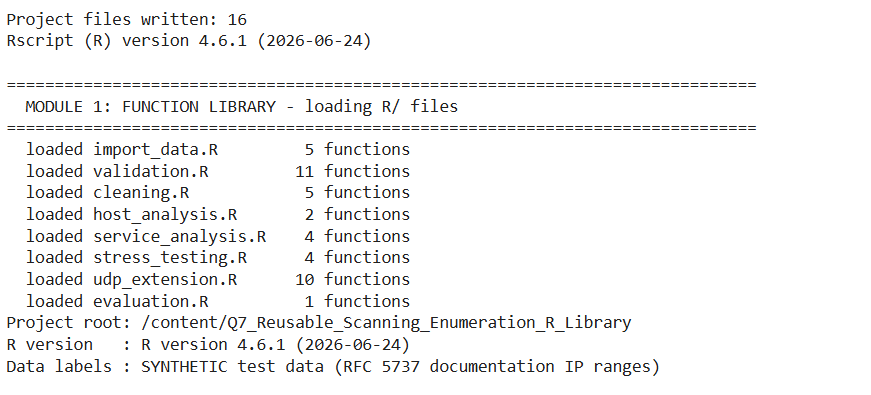 Project files written: 16
Rscript (R) version 4.6.1 (2026-06-24)
==============================================================================
  MODULE 1: FUNCTION LIBRARY - loading R/ files
==============================================================================
  loaded import_data.R         5 functions
  loaded validation.R         11 functions
  loaded cleaning.R            5 functions
  loaded host_analysis.R       2 functions
  loaded service_analysis.R    4 functions
  loaded stress_testing.R      4 functions
  loaded udp_extension.R      10 functions
  loaded evaluation.R          1 functions
Project root: /content/Q7_Reusable_Scanning_Enumeration_R_Library
R version   : R version 4.6.1 (2026-06-24)
Data labels : SYNTHETIC test data (RFC 5737 documentation IP ranges)